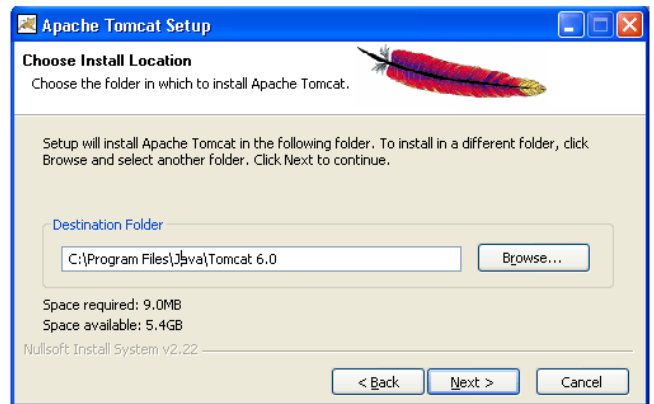 Apache Tomcat Setup
Choose Install Location
Choose the folder in which to install Apache Tomcat.
Setup will install Apache Tomcat in the following folder. To install in a different folder, click
Browse and select another folder. Click Next to continue.
Destination Folder
C:\Program Files\Java\Tomcat 6.0
Browse...
Space required: 9.0MB
Space available: 5.4GB
Nullsoft Install System v2.22
< Back
Next >
Cancel